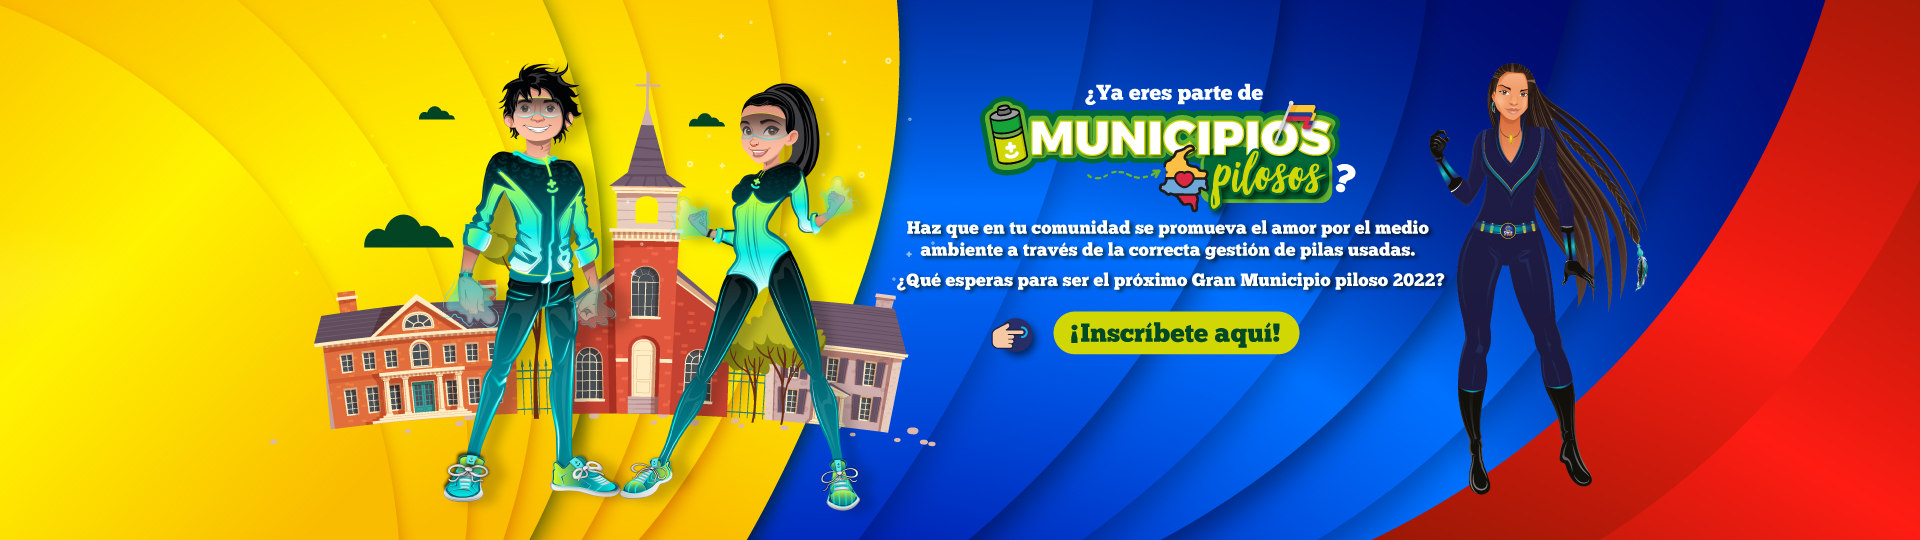 ¿Ya eres parte de
MUNICIPIOS
pilosos ?
Haz que en tu comunidad se promueva el amor por el medio
ambiente a través de la correcta gestión de pilas usadas.
¿Qué esperas para ser el próximo Gran Municipio piloso 2022?
¡Inscríbete aquí!